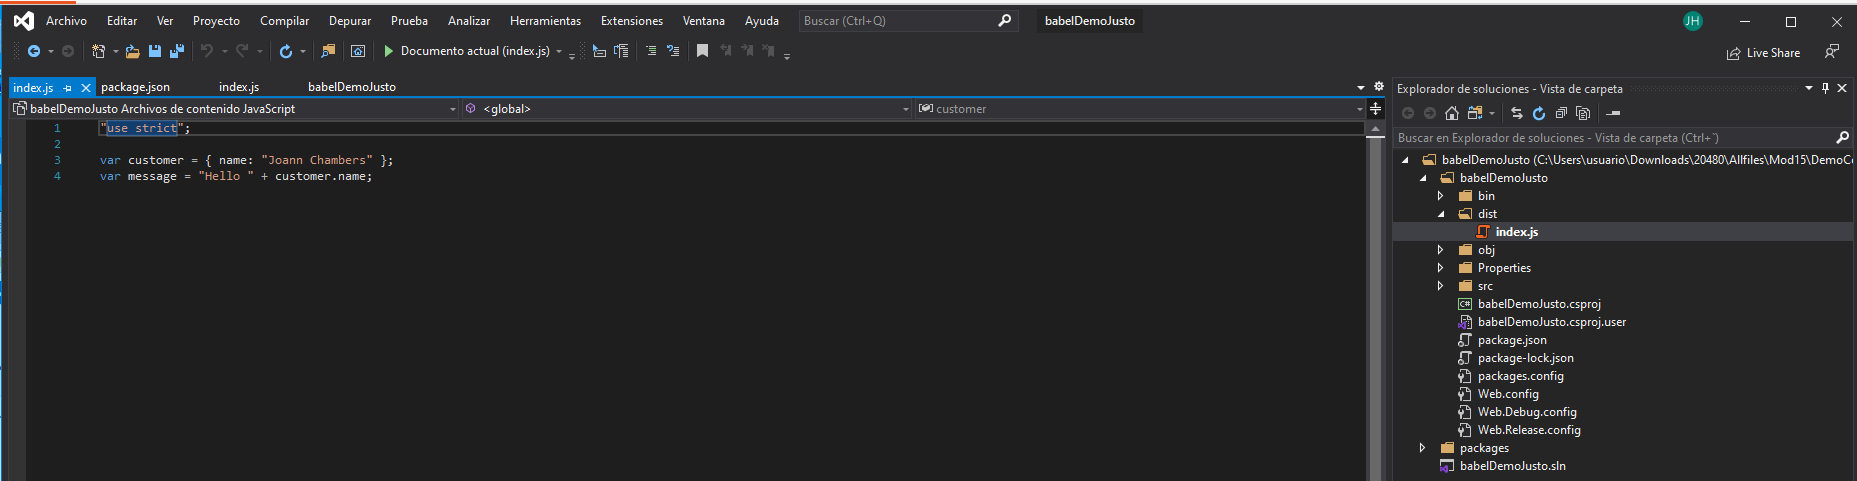 Archivo Editar Ver Proyecto Compilar Depurar Prueba Analizar Herramientas Extensiones Ventana Ayuda Buscar (Ctrl+Q) babelDemoJusto JH
Documento actual (index.js) Live Share
index.js package.json index.js babelDemoJusto
babelDemoJusto Archivos de contenido JavaScript <global> customer
1 "use strict";
2
3 var customer = { name: "Joann Chambers" };
4 var message = "Hello " + customer.name;
Explorador de soluciones - Vista de carpeta
Buscar en Explorador de soluciones - Vista de carpeta (Ctrl+¨)
babelDemoJusto (C:\Users\usuario\Downloads\20480\Allfiles\Mod15\DemoCo
babelDemoJusto
bin
dist
index.js
obj
Properties
src
C# babelDemoJusto.csproj
babelDemoJusto.csproj.user
package.json
package-lock.json
packages.config
Web.config
Web.Debug.config
Web.Release.config
packages
babelDemoJusto.sln